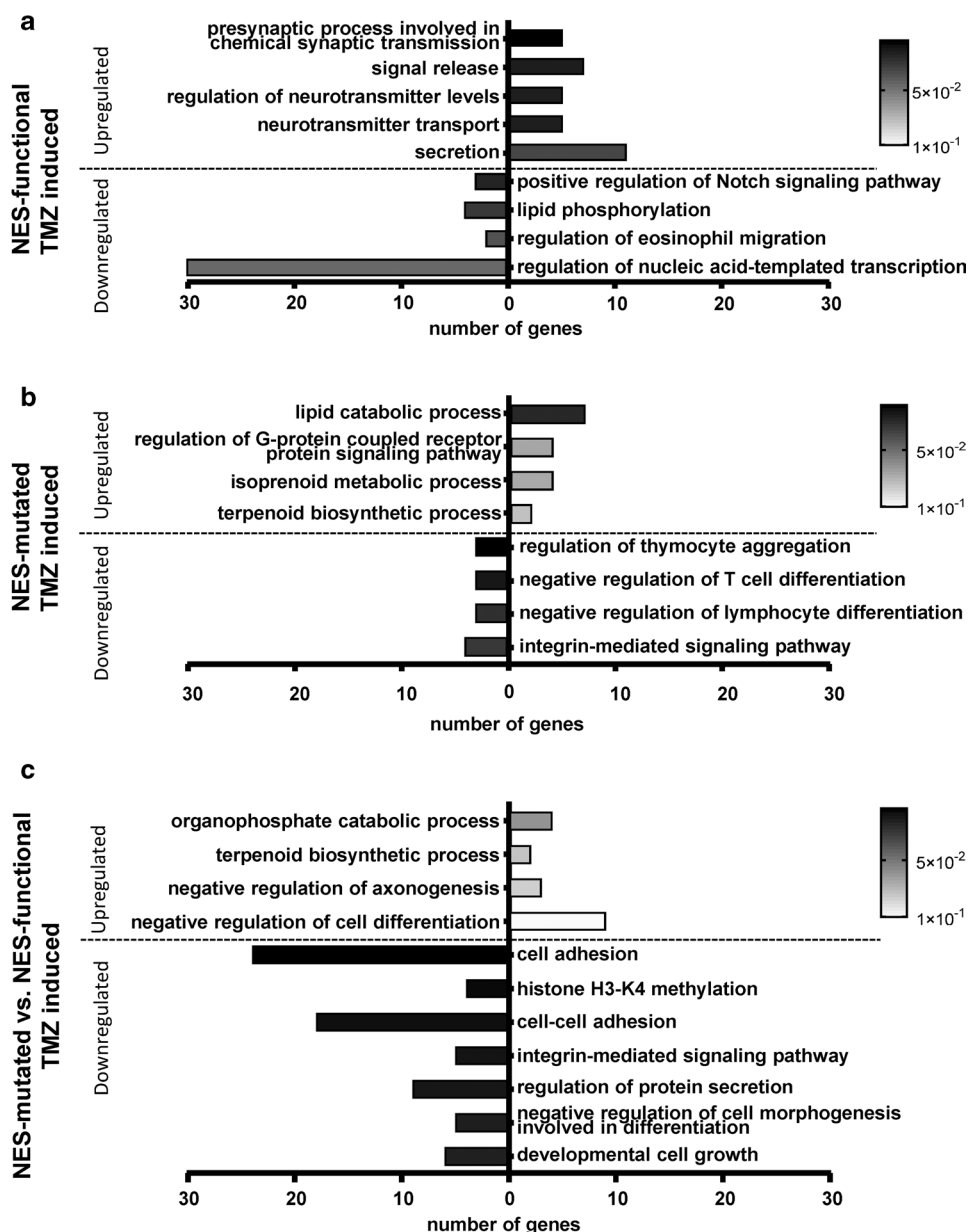 a
NES-functional
TMZ induced
Upregulated
presynaptic process involved in
chemical synaptic transmission
signal release
regulation of neurotransmitter levels
neurotransmitter transport
secretion
5×10-2
1×10-1
Downregulated
positive regulation of Notch signaling pathway
lipid phosphorylation
regulation of eosinophil migration
regulation of nucleic acid-templated transcription
30 20 10 0 10 20 30
number of genes
b
NES-mutated
TMZ induced
Upregulated
lipid catabolic process
regulation of G-protein coupled receptor
protein signaling pathway
isoprenoid metabolic process
terpenoid biosynthetic process
5×10-2
1×10-1
Downregulated
regulation of thymocyte aggregation
negative regulation of T cell differentiation
negative regulation of lymphocyte differentiation
integrin-mediated signaling pathway
30 20 10 0 10 20 30
number of genes
c
NES-mutated vs. NES-functional
TMZ induced
Upregulated
organophosphate catabolic process
terpenoid biosynthetic process
negative regulation of axonogenesis
negative regulation of cell differentiation
5×10-2
1×10-1
Downregulated
cell adhesion
histone H3-K4 methylation
cell-cell adhesion
integrin-mediated signaling pathway
regulation of protein secretion
negative regulation of cell morphogenesis
involved in differentiation
developmental cell growth
30 20 10 0 10 20 30
number of genes